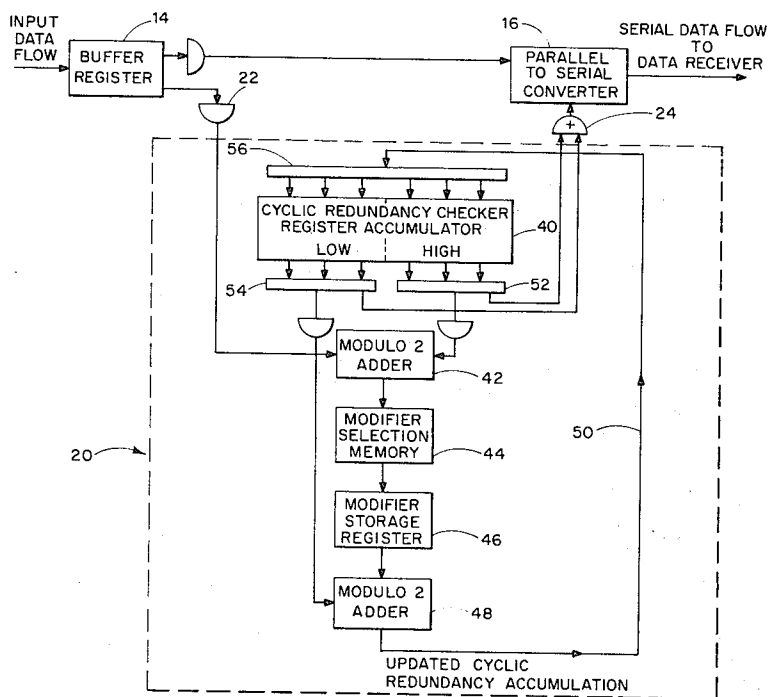 INPUT
DATA
FLOW
14
BUFFER
REGISTER
22
16
PARALLEL
TO SERIAL
CONVERTER
SERIAL DATA FLOW
TO
DATA RECEIVER
24
+
56
CYCLIC REDUNDANCY CHECKER
REGISTER ACCUMULATOR
LOW
HIGH
40
54
52
MODULO 2
ADDER
42
MODIFIER
SELECTION
MEMORY
44
50
20
MODIFIER
STORAGE
REGISTER
46
MODULO 2
ADDER
48
UPDATED CYCLIC
REDUNDANCY ACCUMULATION